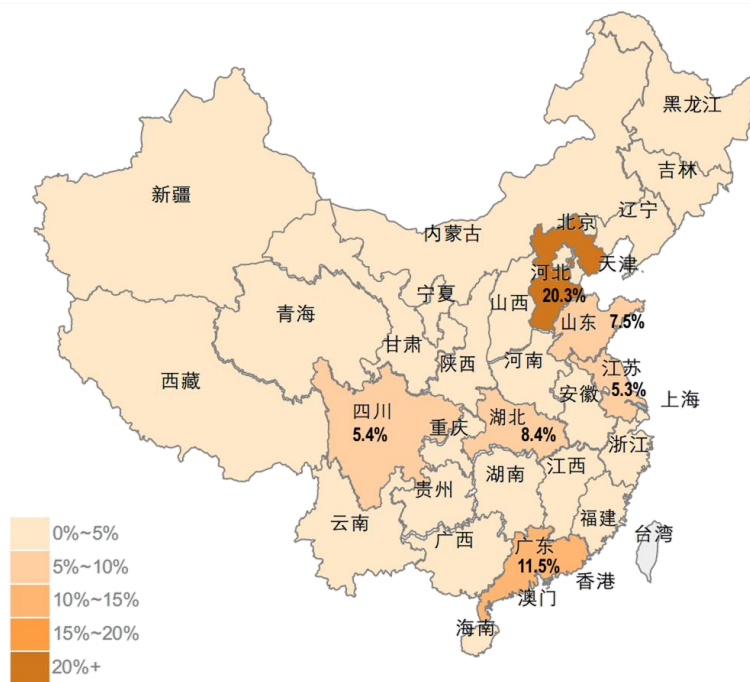 黑龙江
吉林
新疆
辽宁
北京
内蒙古
天津
河北
宁夏
20.3%
山西
青海
山东
7.5%
甘肃
陕西
河南
江苏
西藏
5.3%
安徽
上海
四川
湖北
重庆
5.4%
8.4%
浙江
江西
湖南
贵州
福建
云南
0%~5%
台湾
广西
广东
5%~10%
11.5%
香港
澳门
10%~15%
海南
15%~20%
20%+